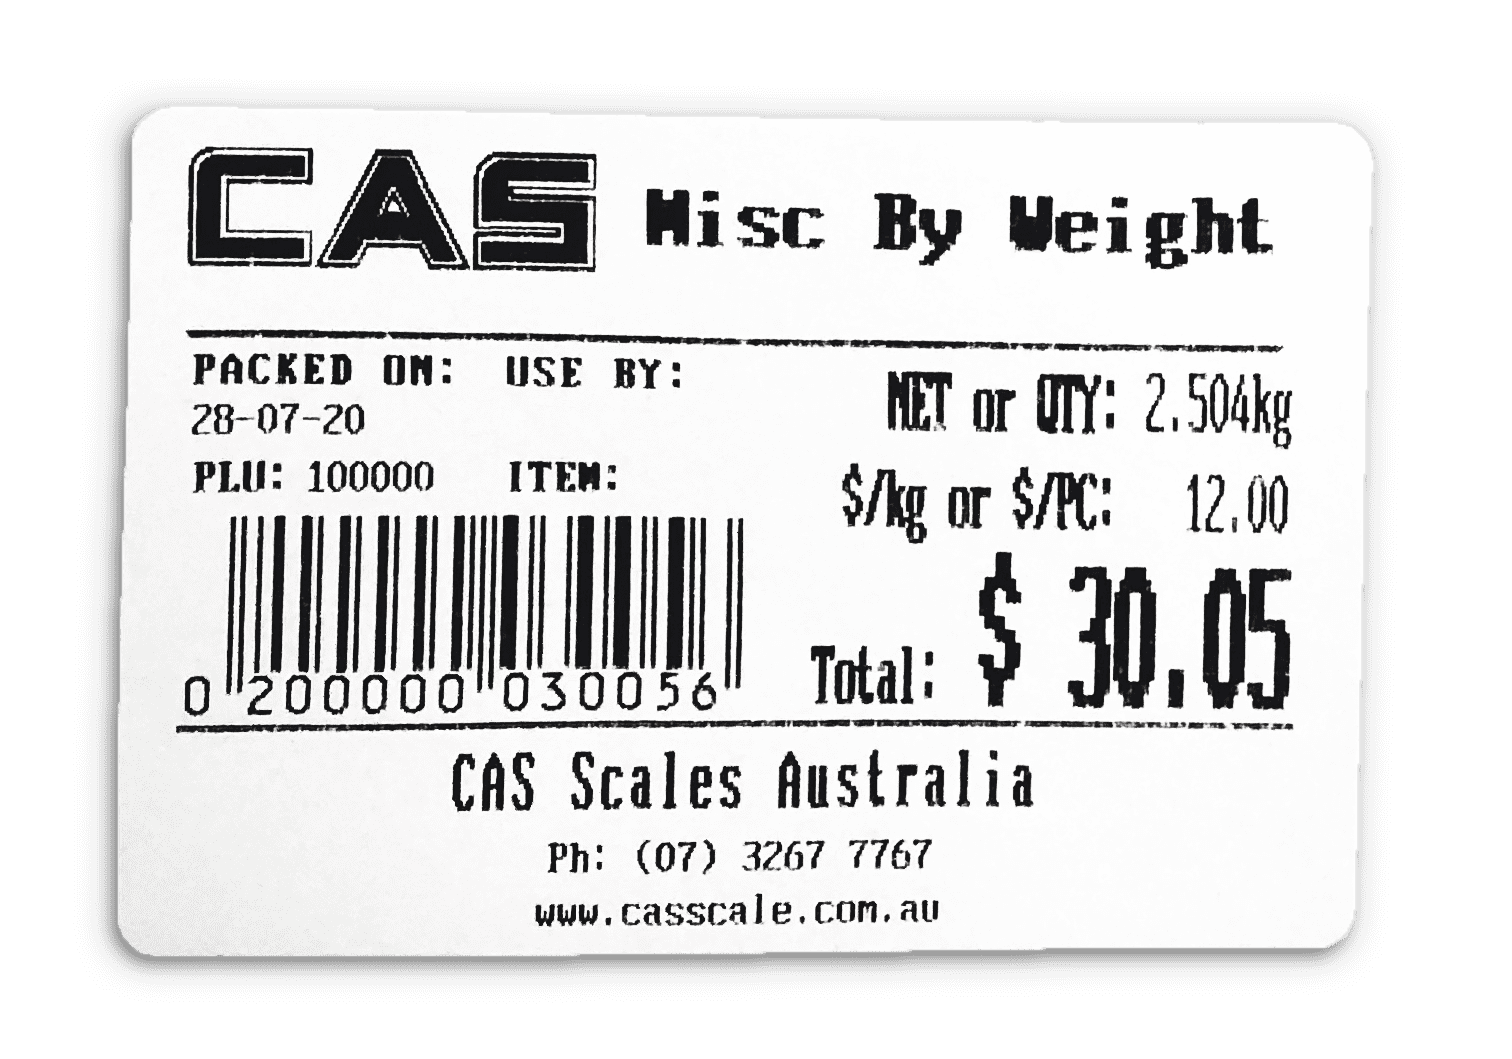 CAS Misc By Weight
PACKED ON: USE BY:
28-07-20
PLU: 100000 ITEM:
NET or QTY: 2.504kg
$/kg or $/PC: 12.00
Total: $ 30.05
0 200000 030056
CAS Scales Australia
Ph: (07) 3267 7767
www.casscale.com.au